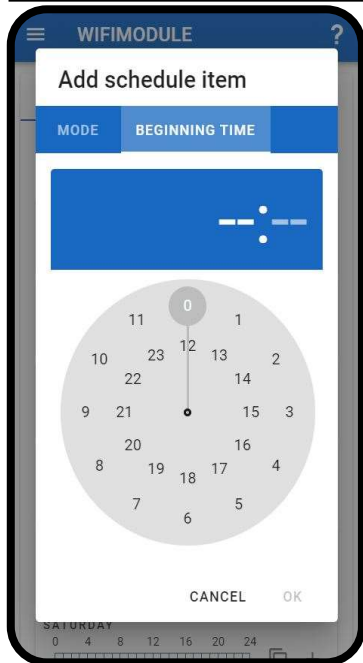 WIFIMODULE ?
Add schedule item
MODE BEGINNING TIME
--:--
0
11 1
12
23 13
10 2
22 14
9 21 15 3
20 16
8 4
19 17
18
7 5
6
CANCEL OK
SATURDAY
0 4 8 12 16 20 24